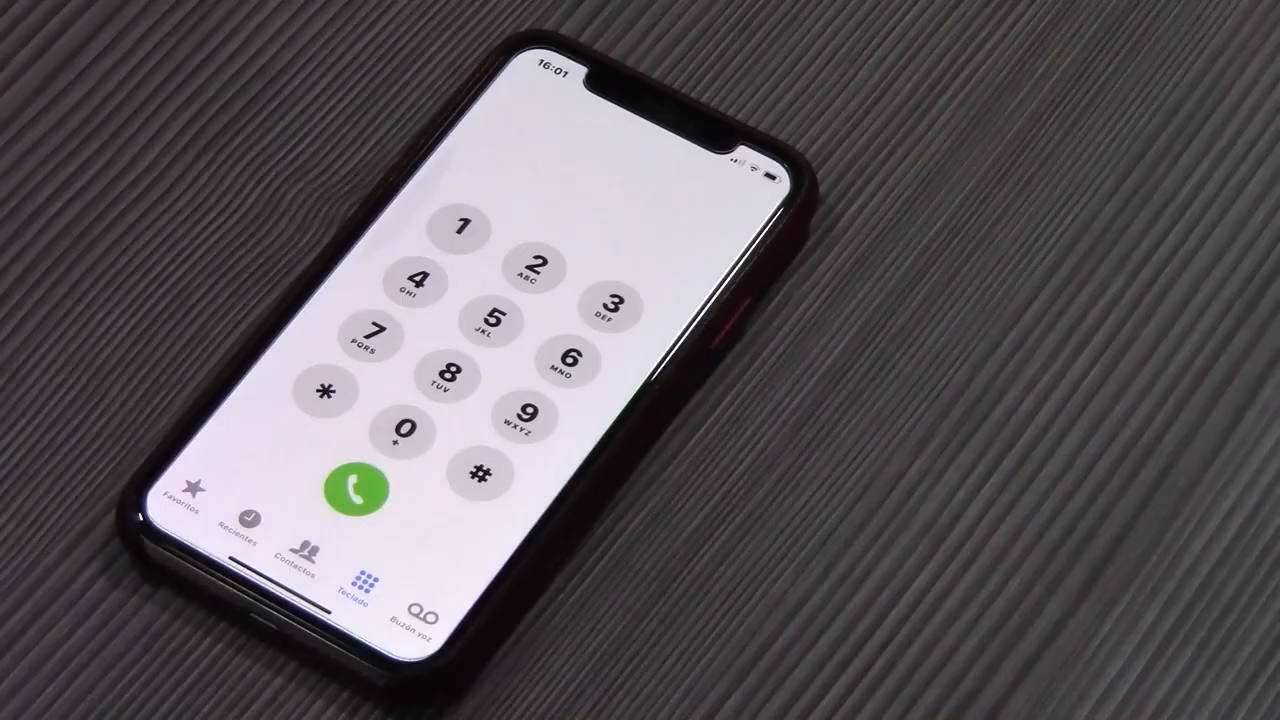 16:01
1
2
ABC
3
DEF
4
GHI
5
JKL
6
MNO
7
PQRS
8
TUV
9
WXYZ
*
0
+
#
Favoritos
Recientes
Contactos
Teclado
Buzón voz